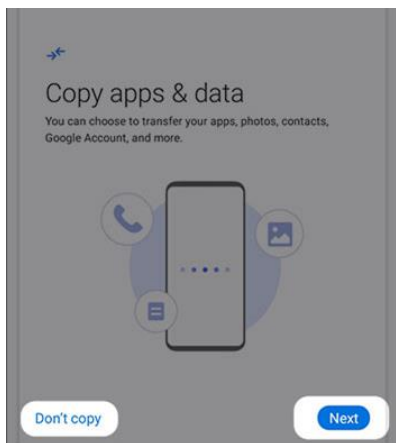 Copy apps & data
You can choose to transfer your apps, photos, contacts,
Google Account, and more.
Don't copy
Next